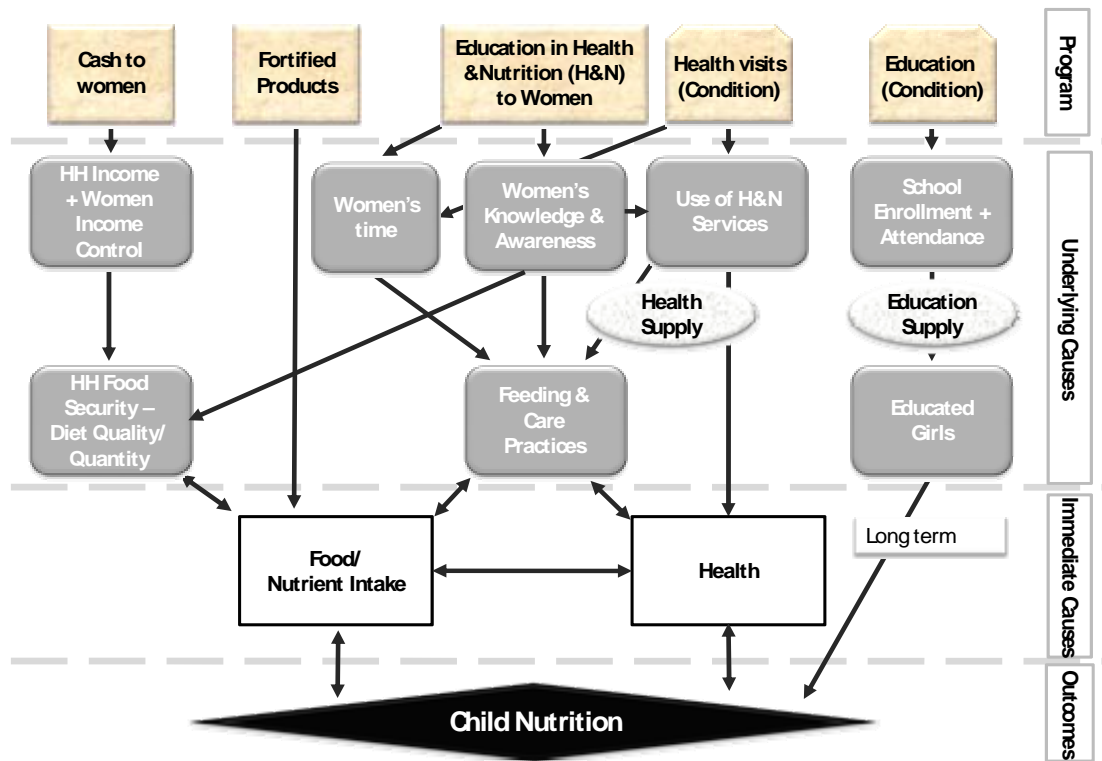 Cash to
women
Fortified
Products
Education in Health
&Nutrition (H&N)
to Women
Health visits
(Condition)
Education
(Condition)
Program
HH Income
+ Women
Income
Control
Women's
time
Women's
Knowledge &
Awareness
Use of H&N
Services
School
Enrollment +
Attendance
Health
Supply
Education
Supply
Underlying Causes
HH Food
Security –
Diet Quality/
Quantity
Feeding &
Care
Practices
Educated
Girls
Food/
Nutrient Intake
Health
Long term
Immediate Causes
Child Nutrition
Outcomes